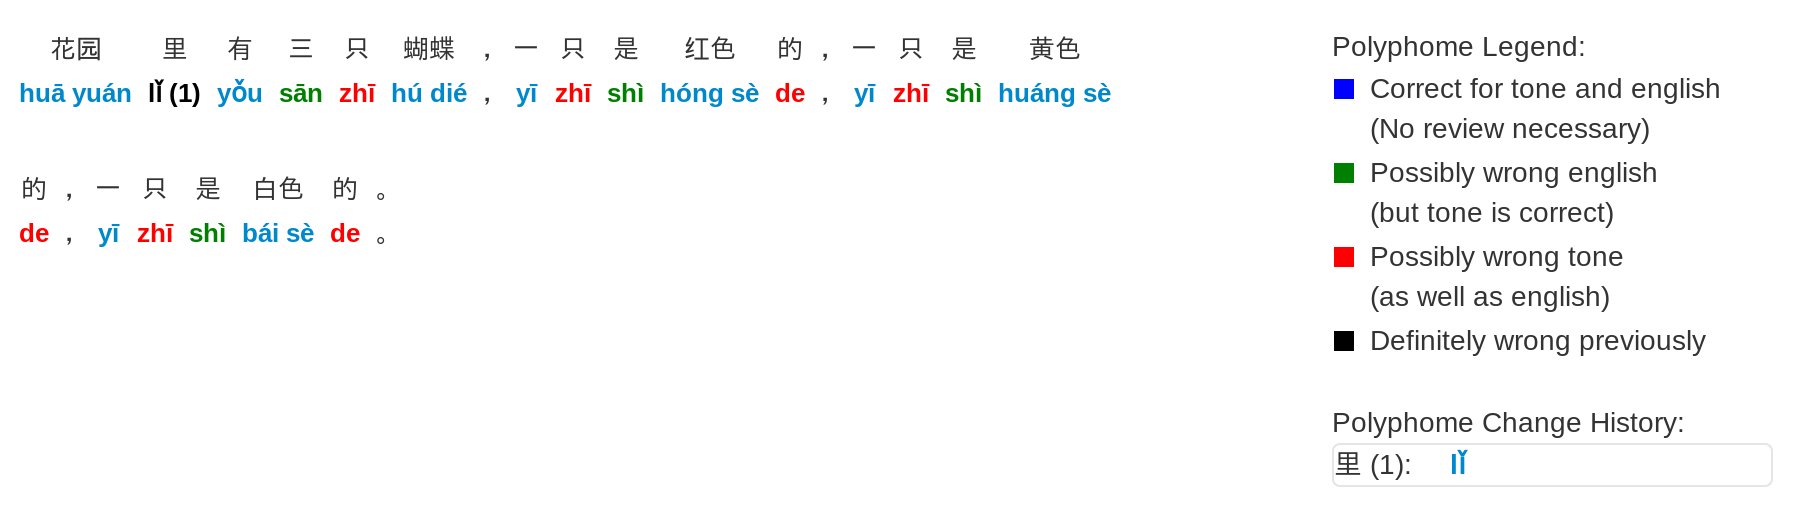 花园 里 有 三 只 蝴蝶 ， 一 只 是 红色 的 ， 一 只 是 黄色
huā yuán lǐ (1) yǒu sān zhī hú dié ， yī zhī shì hóng sè de ， yī zhī shì huáng sè
的 ， 一 只 是 白色 的 。
de ， yī zhī shì bái sè de 。
Polyphome Legend:
Correct for tone and english
(No review necessary)
Possibly wrong english
(but tone is correct)
Possibly wrong tone
(as well as english)
Definitely wrong previously
Polyphome Change History:
里 (1): lǐ